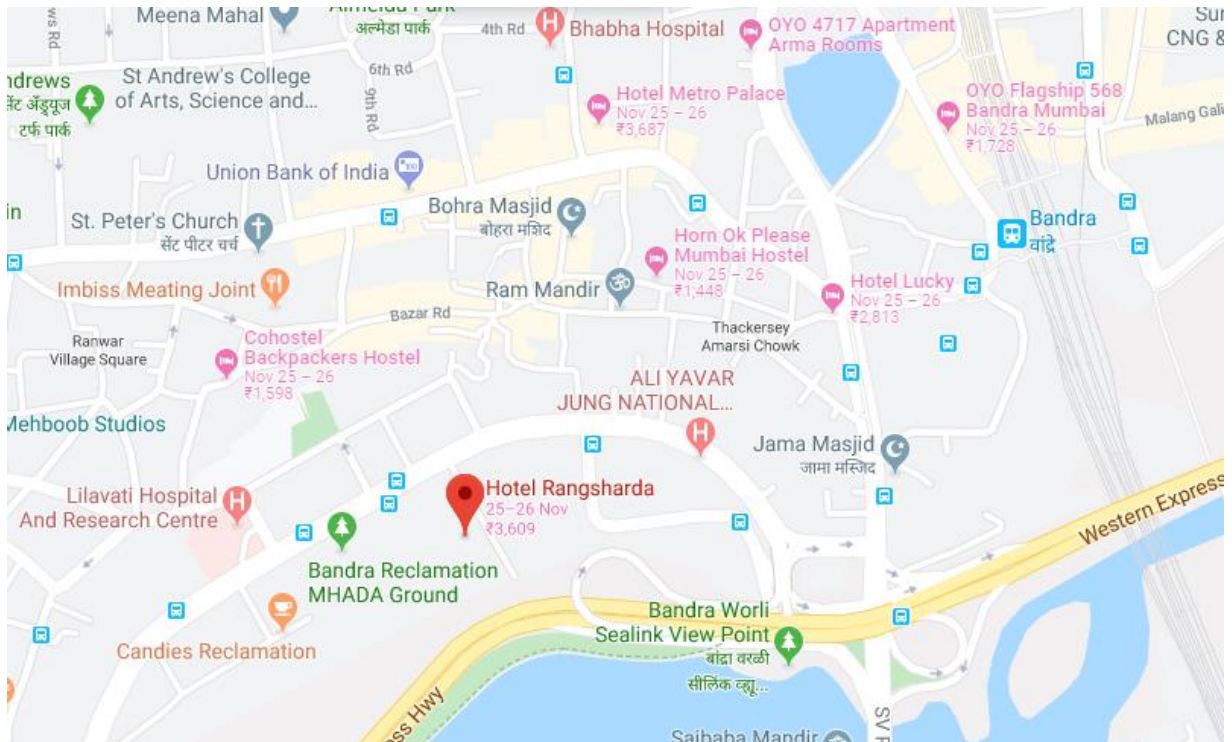 Meena Mahal
अल्मेडा पार्क
4th Rd
Bhabha Hospital
OYO 4717 Apartment
Arma Rooms
CNG &
ws Rd
6th Rd
9th Rd
ndrews
सेंट अँड्र्यूज
टर्फ पार्क
St Andrew's College
of Arts, Science and...
Hotel Metro Palace
Nov 25 – 26
₹3,687
OYO Flagship 568
Bandra Mumbai
Nov 25 – 26
₹1,728
Malang Gali
Union Bank of India
in
St. Peter's Church
सेंट पीटर चर्च
Bohra Masjid
बोहरा मशिद
Bandra
वांद्रे
Horn Ok Please
Mumbai Hostel
Nov 25 – 26
₹1,448
Imbiss Meating Joint
Ram Mandir
Hotel Lucky
Nov 25 – 26
₹2,813
Bazar Rd
Thackersey
Amarsi Chowk
Ranwar
Village Square
Cohostel
Backpackers Hostel
Nov 25 – 26
₹1,598
ALI YAVAR
JUNG NATIONAL...
Mehboob Studios
Jama Masjid
जामा मस्जिद
Lilavati Hospital
And Research Centre
Hotel Rangsharda
25–26 Nov
₹3,609
Western Express
Bandra Reclamation
MHADA Ground
Bandra Worli
Sealink View Point
बांद्रा वरळी
सीलिंक व्ह्यू...
Candies Reclamation
ess Hwy
SV
Saibaba Mandir